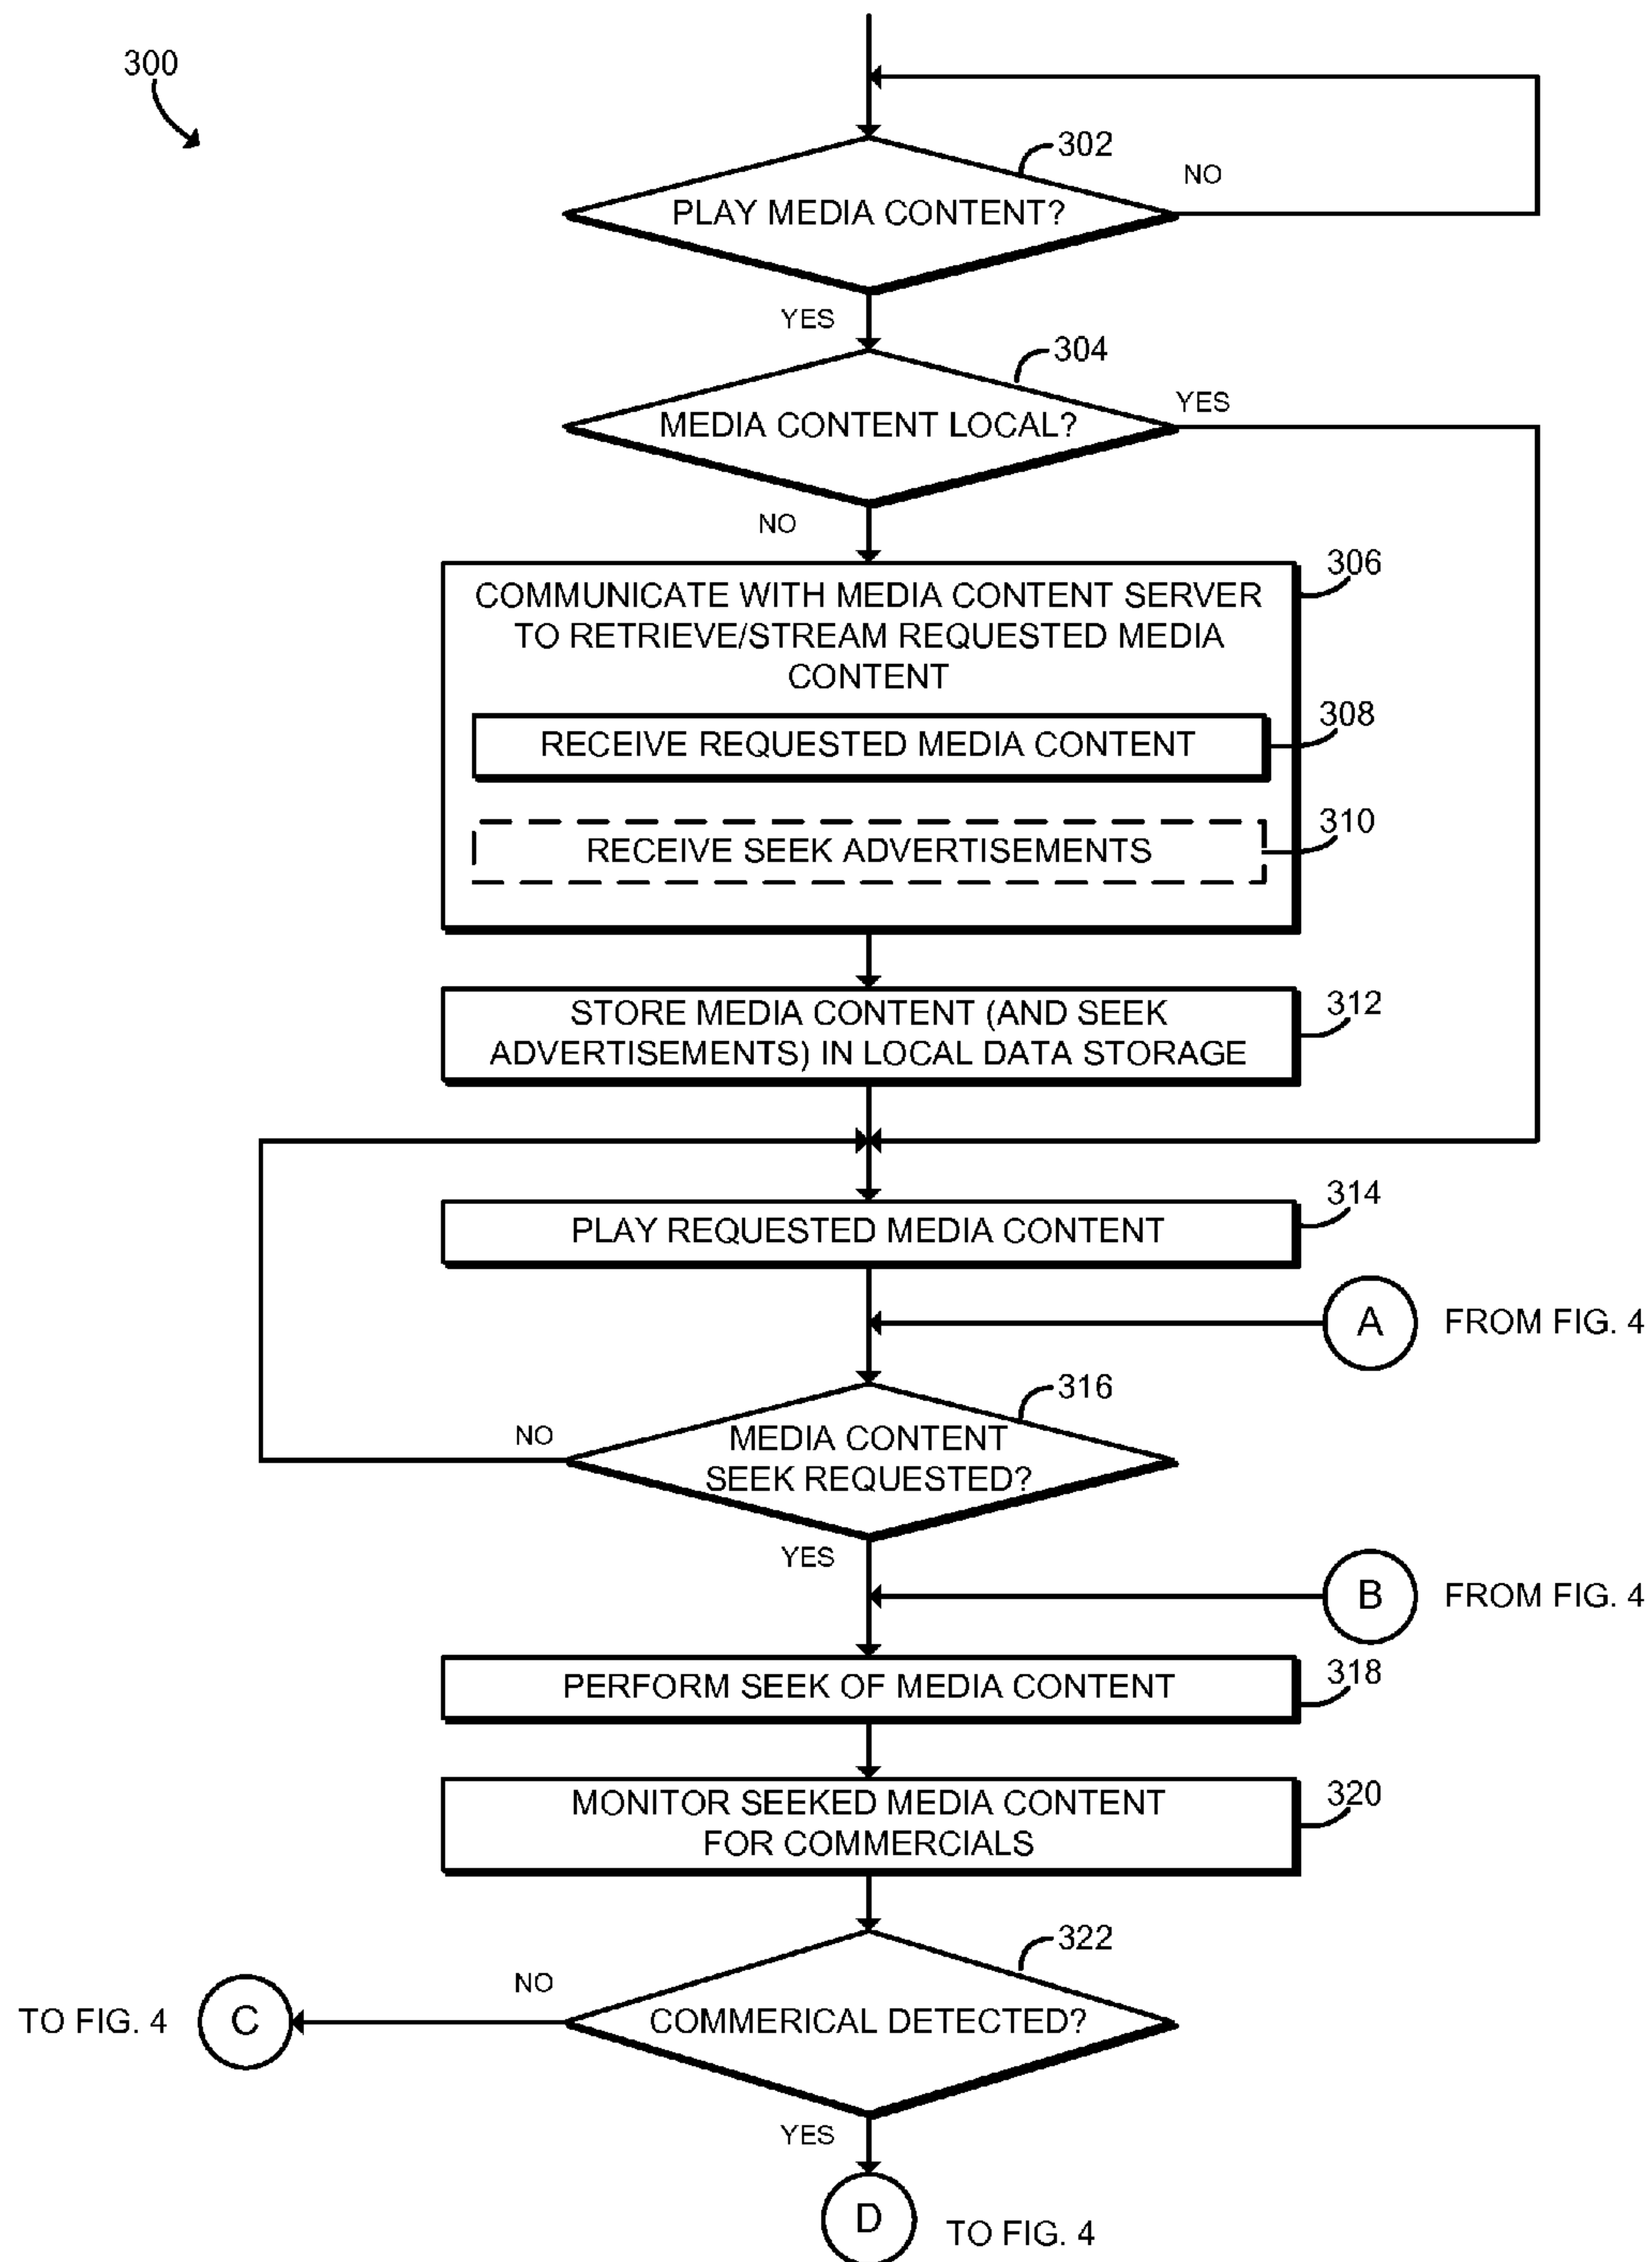 300
302
NO
PLAY MEDIA CONTENT?
YES
304
YES
MEDIA CONTENT LOCAL?
NO
306
COMMUNICATE WITH MEDIA CONTENT SERVER
TO RETRIEVE/STREAM REQUESTED MEDIA
CONTENT
308
RECEIVE REQUESTED MEDIA CONTENT
310
RECEIVE SEEK ADVERTISEMENTS
312
STORE MEDIA CONTENT (AND SEEK
ADVERTISEMENTS) IN LOCAL DATA STORAGE
314
PLAY REQUESTED MEDIA CONTENT
A FROM FIG. 4
316
NO
MEDIA CONTENT
SEEK REQUESTED?
YES
B FROM FIG. 4
318
PERFORM SEEK OF MEDIA CONTENT
320
MONITOR SEEKED MEDIA CONTENT
FOR COMMERCIALS
322
NO
TO FIG. 4 C
COMMERICAL DETECTED?
YES
D TO FIG. 4